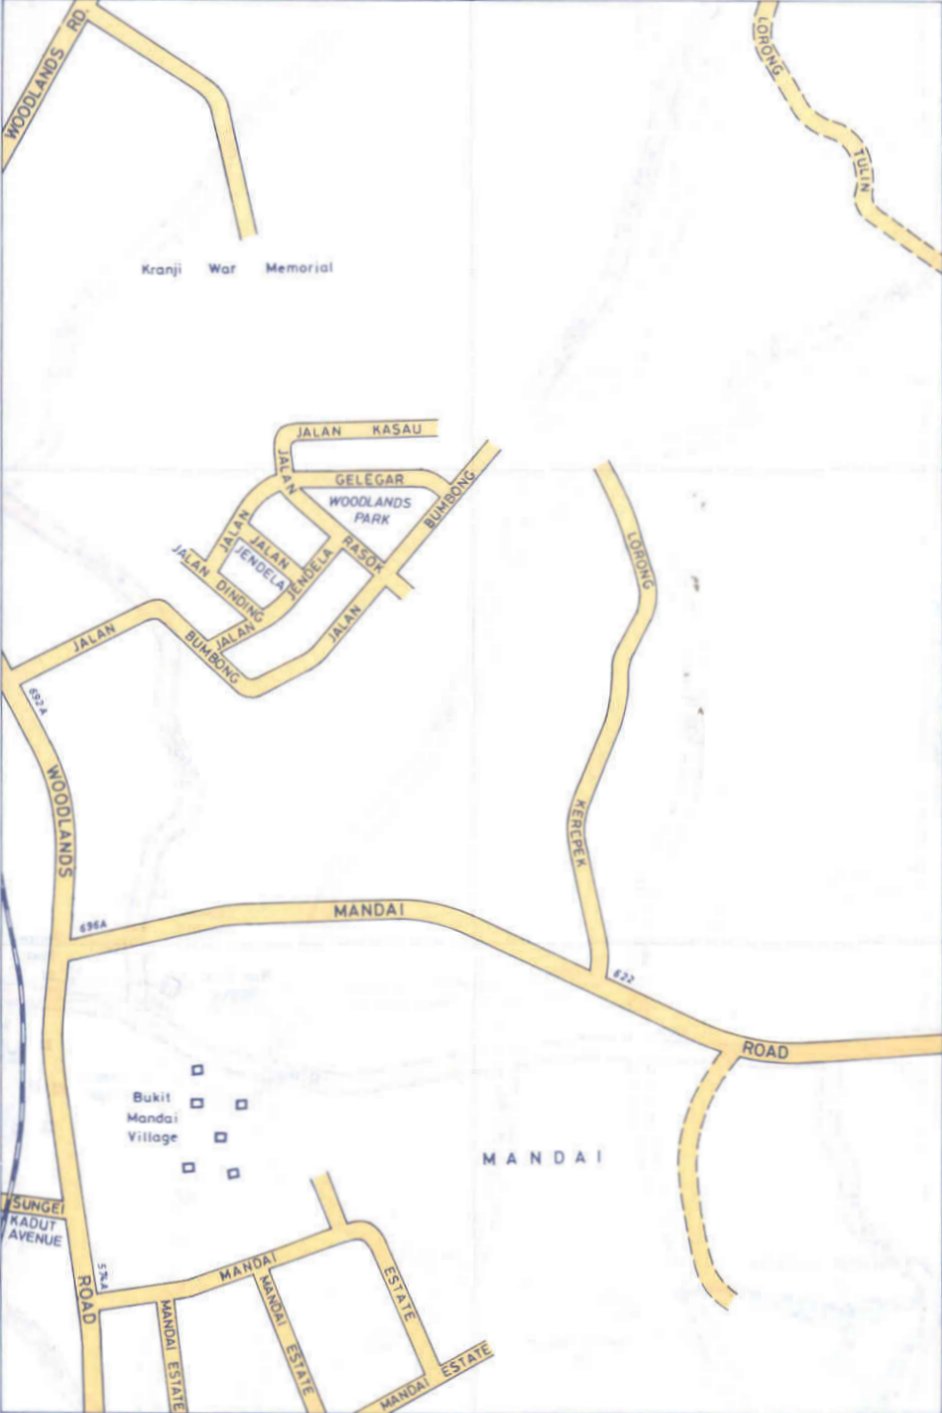 WOODLANDS RD.
LORONG TULIN
Kranji War Memorial
JALAN KASAU
JALAN RASOK
JALAN GELEGAR
WOODLANDS
PARK
JALAN BUMBONG
JALAN
JENDELA
JALAN JENDELA
JALAN DINDING
JALAN BUMBONG
LORONG KERCPEK
692A
WOODLANDS ROAD
696A
MANDAI ROAD
622
Bukit
Mandai
Village
MANDAI
SUNGEI
KADUT
AVENUE
574A
MANDAI ESTATE
MANDAI ESTATE
MANDAI ESTATE
MANDAI ESTATE